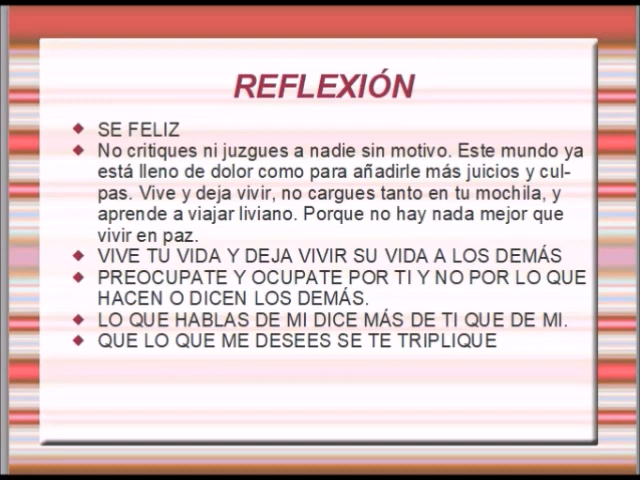 REFLEXIÓN
SE FELIZ
No critiques ni juzgues a nadie sin motivo. Este mundo ya
está lleno de dolor como para añadirle más juicios y cul-
pas. Vive y deja vivir, no cargues tanto en tu mochila, y
aprende a viajar liviano. Porque no hay nada mejor que
vivir en paz.
VIVE TU VIDA Y DEJA VIVIR SU VIDA A LOS DEMÁS
PREOCUPATE Y OCUPATE POR TI Y NO POR LO QUE
HACEN O DICEN LOS DEMÁS.
LO QUE HABLAS DE MI DICE MÁS DE TI QUE DE MI.
QUE LO QUE ME DESEES SE TE TRIPLIQUE